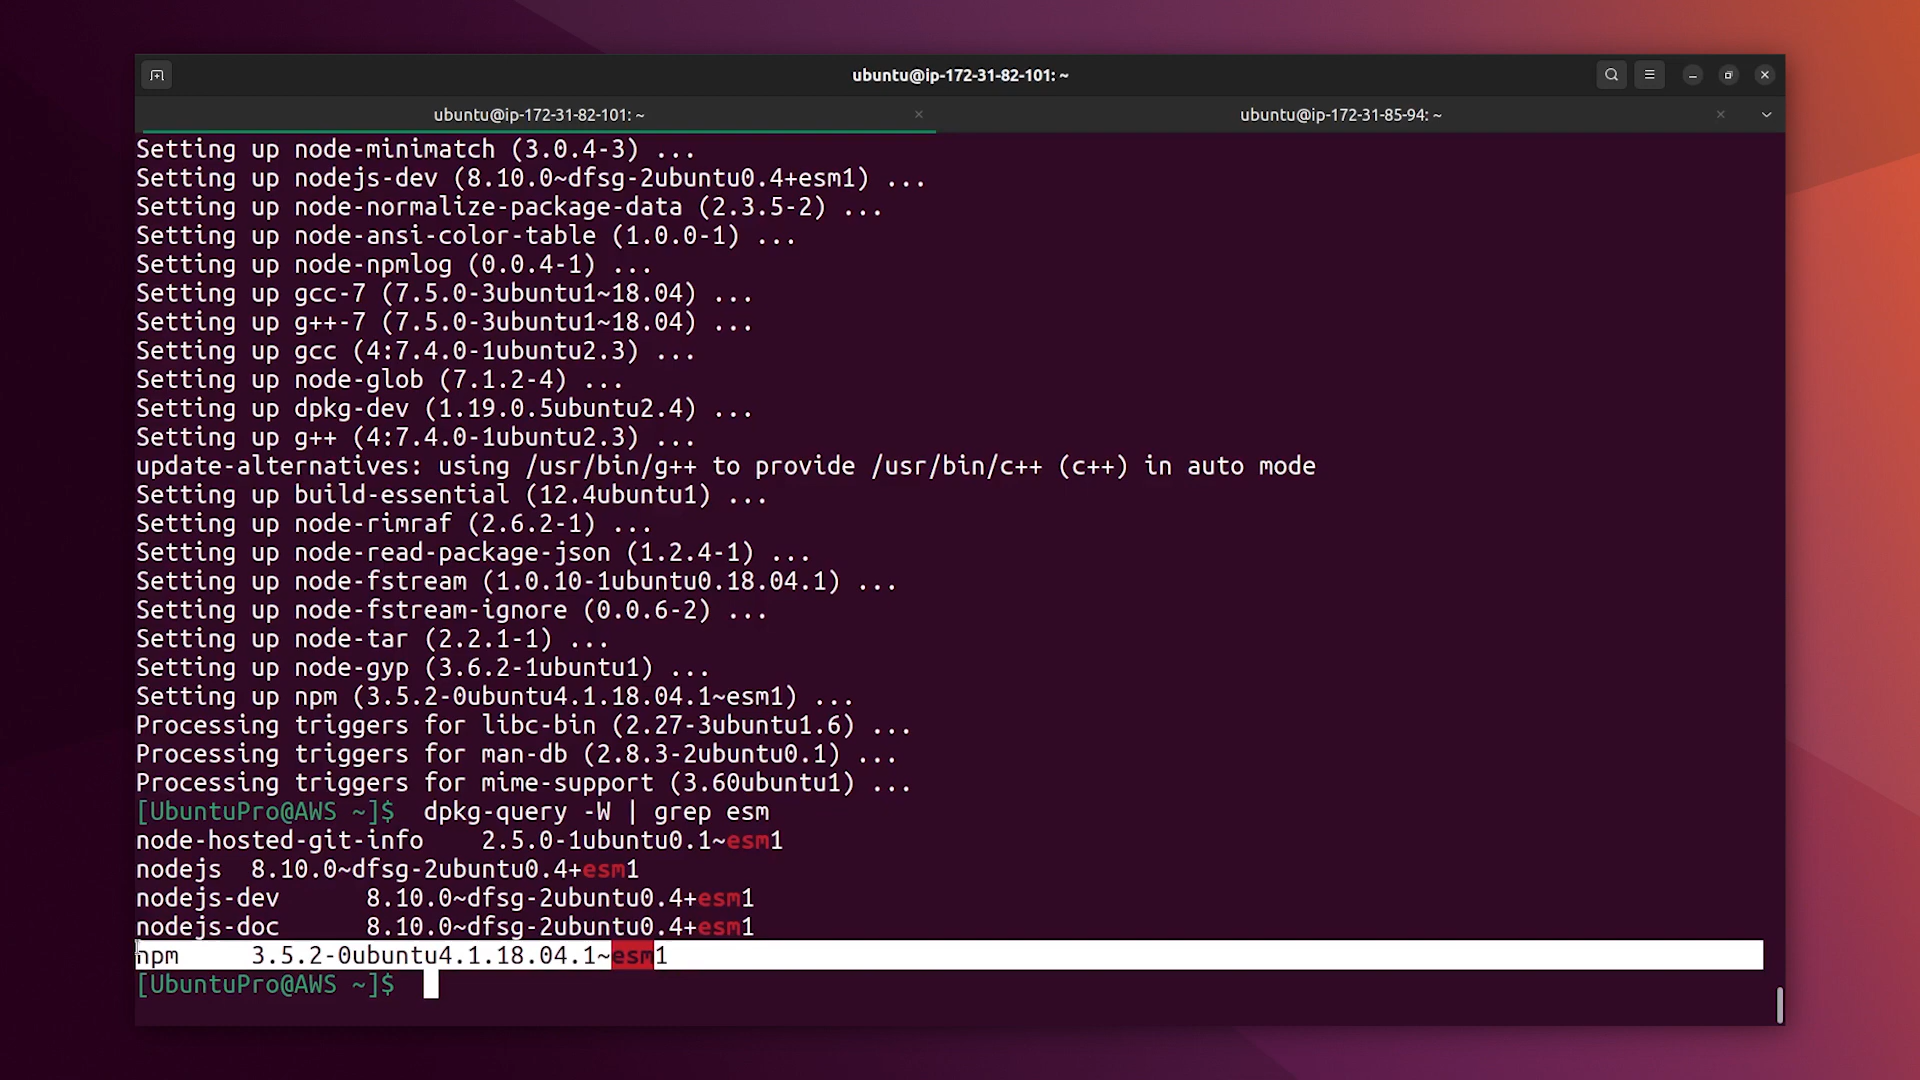 ubuntu@ip-172-31-82-101: ~
ubuntu@ip-172-31-82-101: ~
ubuntu@ip-172-31-85-94: ~
Setting up node-minimatch (3.0.4-3) ...
Setting up nodejs-dev (8.10.0~dfsg-2ubuntu0.4+esm1) ...
Setting up node-normalize-package-data (2.3.5-2) ...
Setting up node-ansi-color-table (1.0.0-1) ...
Setting up node-npmlog (0.0.4-1) ...
Setting up gcc-7 (7.5.0-3ubuntu1~18.04) ...
Setting up g++-7 (7.5.0-3ubuntu1~18.04) ...
Setting up gcc (4:7.4.0-1ubuntu2.3) ...
Setting up node-glob (7.1.2-4) ...
Setting up dpkg-dev (1.19.0.5ubuntu2.4) ...
Setting up g++ (4:7.4.0-1ubuntu2.3) ...
update-alternatives: using /usr/bin/g++ to provide /usr/bin/c++ (c++) in auto mode
Setting up build-essential (12.4ubuntu1) ...
Setting up node-rimraf (2.6.2-1) ...
Setting up node-read-package-json (1.2.4-1) ...
Setting up node-fstream (1.0.10-1ubuntu0.18.04.1) ...
Setting up node-fstream-ignore (0.0.6-2) ...
Setting up node-tar (2.2.1-1) ...
Setting up node-gyp (3.6.2-1ubuntu1) ...
Setting up npm (3.5.2-0ubuntu4.1.18.04.1~esm1) ...
Processing triggers for libc-bin (2.27-3ubuntu1.6) ...
Processing triggers for man-db (2.8.3-2ubuntu0.1) ...
Processing triggers for mime-support (3.60ubuntu1) ...
[UbuntuPro@AWS ~]$ dpkg-query -W | grep esm
node-hosted-git-info 2.5.0-1ubuntu0.1~esm1
nodejs 8.10.0~dfsg-2ubuntu0.4+esm1
nodejs-dev 8.10.0~dfsg-2ubuntu0.4+esm1
nodejs-doc 8.10.0~dfsg-2ubuntu0.4+esm1
npm 3.5.2-0ubuntu4.1.18.04.1~esm1
[UbuntuPro@AWS ~]$